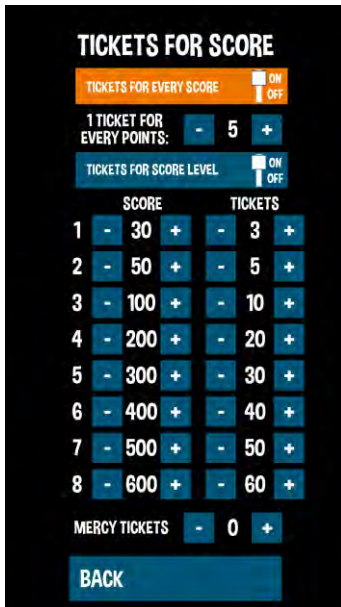 TICKETS FOR SCORE
TICKETS FOR EVERY SCORE ON
OFF
1 TICKET FOR
EVERY POINTS: - 5 +
TICKETS FOR SCORE LEVEL ON
OFF
SCORE TICKETS
1 - 30 + - 3 +
2 - 50 + - 5 +
3 - 100 + - 10 +
4 - 200 + - 20 +
5 - 300 + - 30 +
6 - 400 + - 40 +
7 - 500 + - 50 +
8 - 600 + - 60 +
MERCY TICKETS - 0 +
BACK